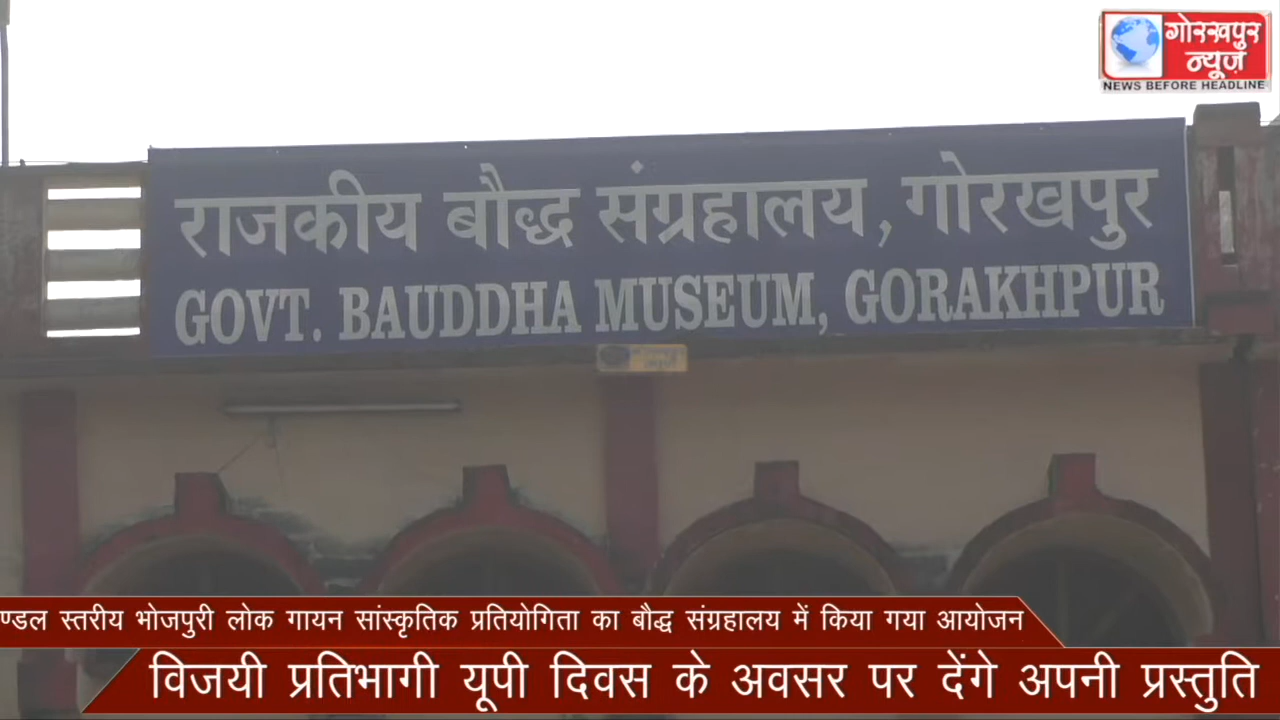 गोरखपुर
न्यूज़
NEWS BEFORE HEADLINE
राजकीय बौद्ध संग्रहालय, गोरखपुर
GOVT. BAUDDHA MUSEUM, GORAKHPUR
ण्डल स्तरीय भोजपुरी लोक गायन सांस्कृतिक प्रतियोगिता का बौद्ध संग्रहालय में किया गया आयोजन
विजयी प्रतिभागी यूपी दिवस के अवसर पर देंगे अपनी प्रस्तुति